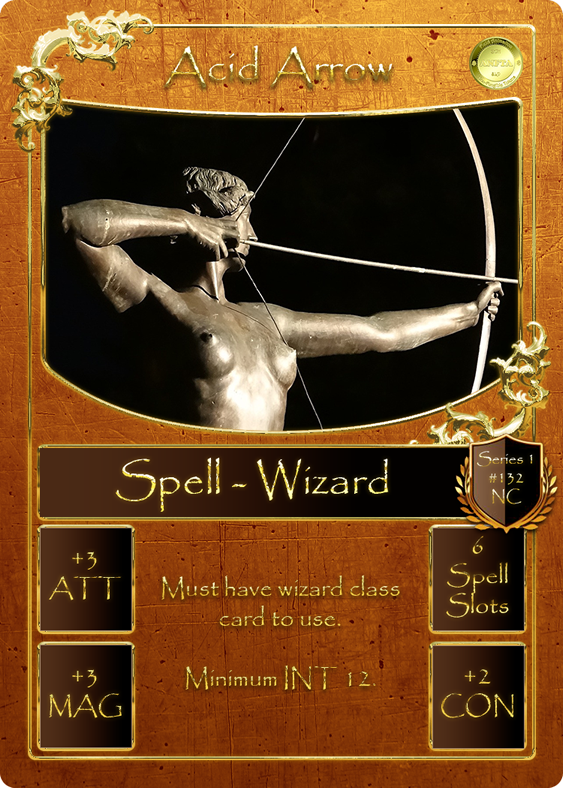 Acid Arrow
Spell - Wizard
Series 1
#132
NC
+3
ATT
Must have wizard class
card to use.
6
Spell
Slots
+3
MAG
Minimum INT 12.
+2
CON